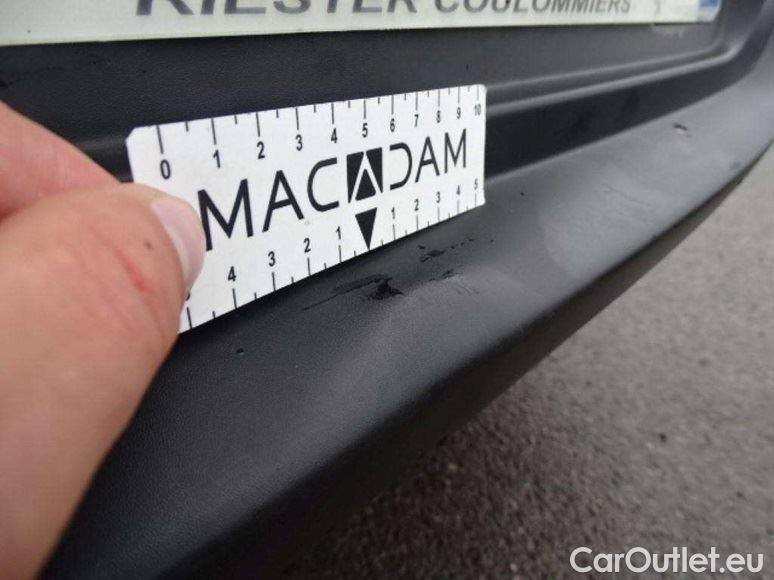 RIESTER COULOMMIERS
0 1 2 3 4 5 6 7 8 9 10
MACADAM
5 4 3 2 1 1 2 3 4 5
CarOutlet.eu